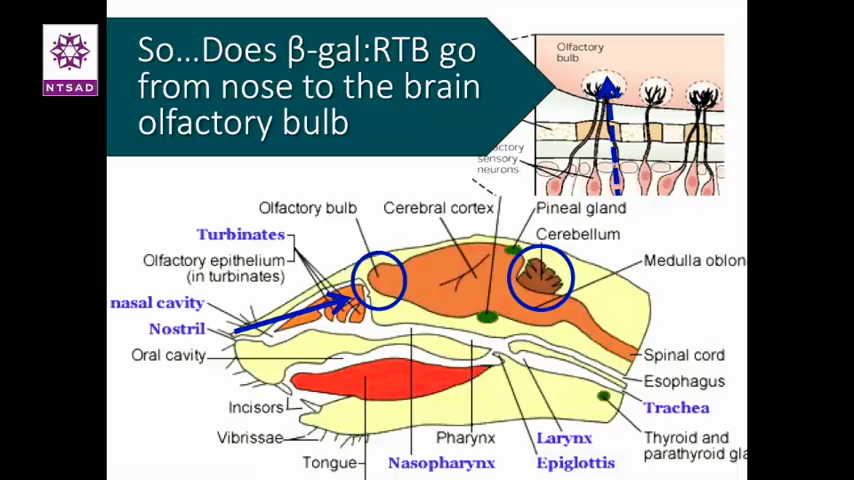 NTSAD
So...Does β-gal:RTB go
from nose to the brain
olfactory bulb
Olfactory
bulb
sensory
neurons
Olfactory bulb
Cerebral cortex
Pineal gland
Turbinates
Cerebellum
Olfactory epithelium
(in turbinates)
Medulla oblon
nasal cavity
Nostril
Oral cavity
Spinal cord
Esophagus
Incisors
Trachea
Vibrissae
Pharynx
Larynx
Thyroid and
parathyroid gla
Tongue
Nasopharynx
Epiglottis